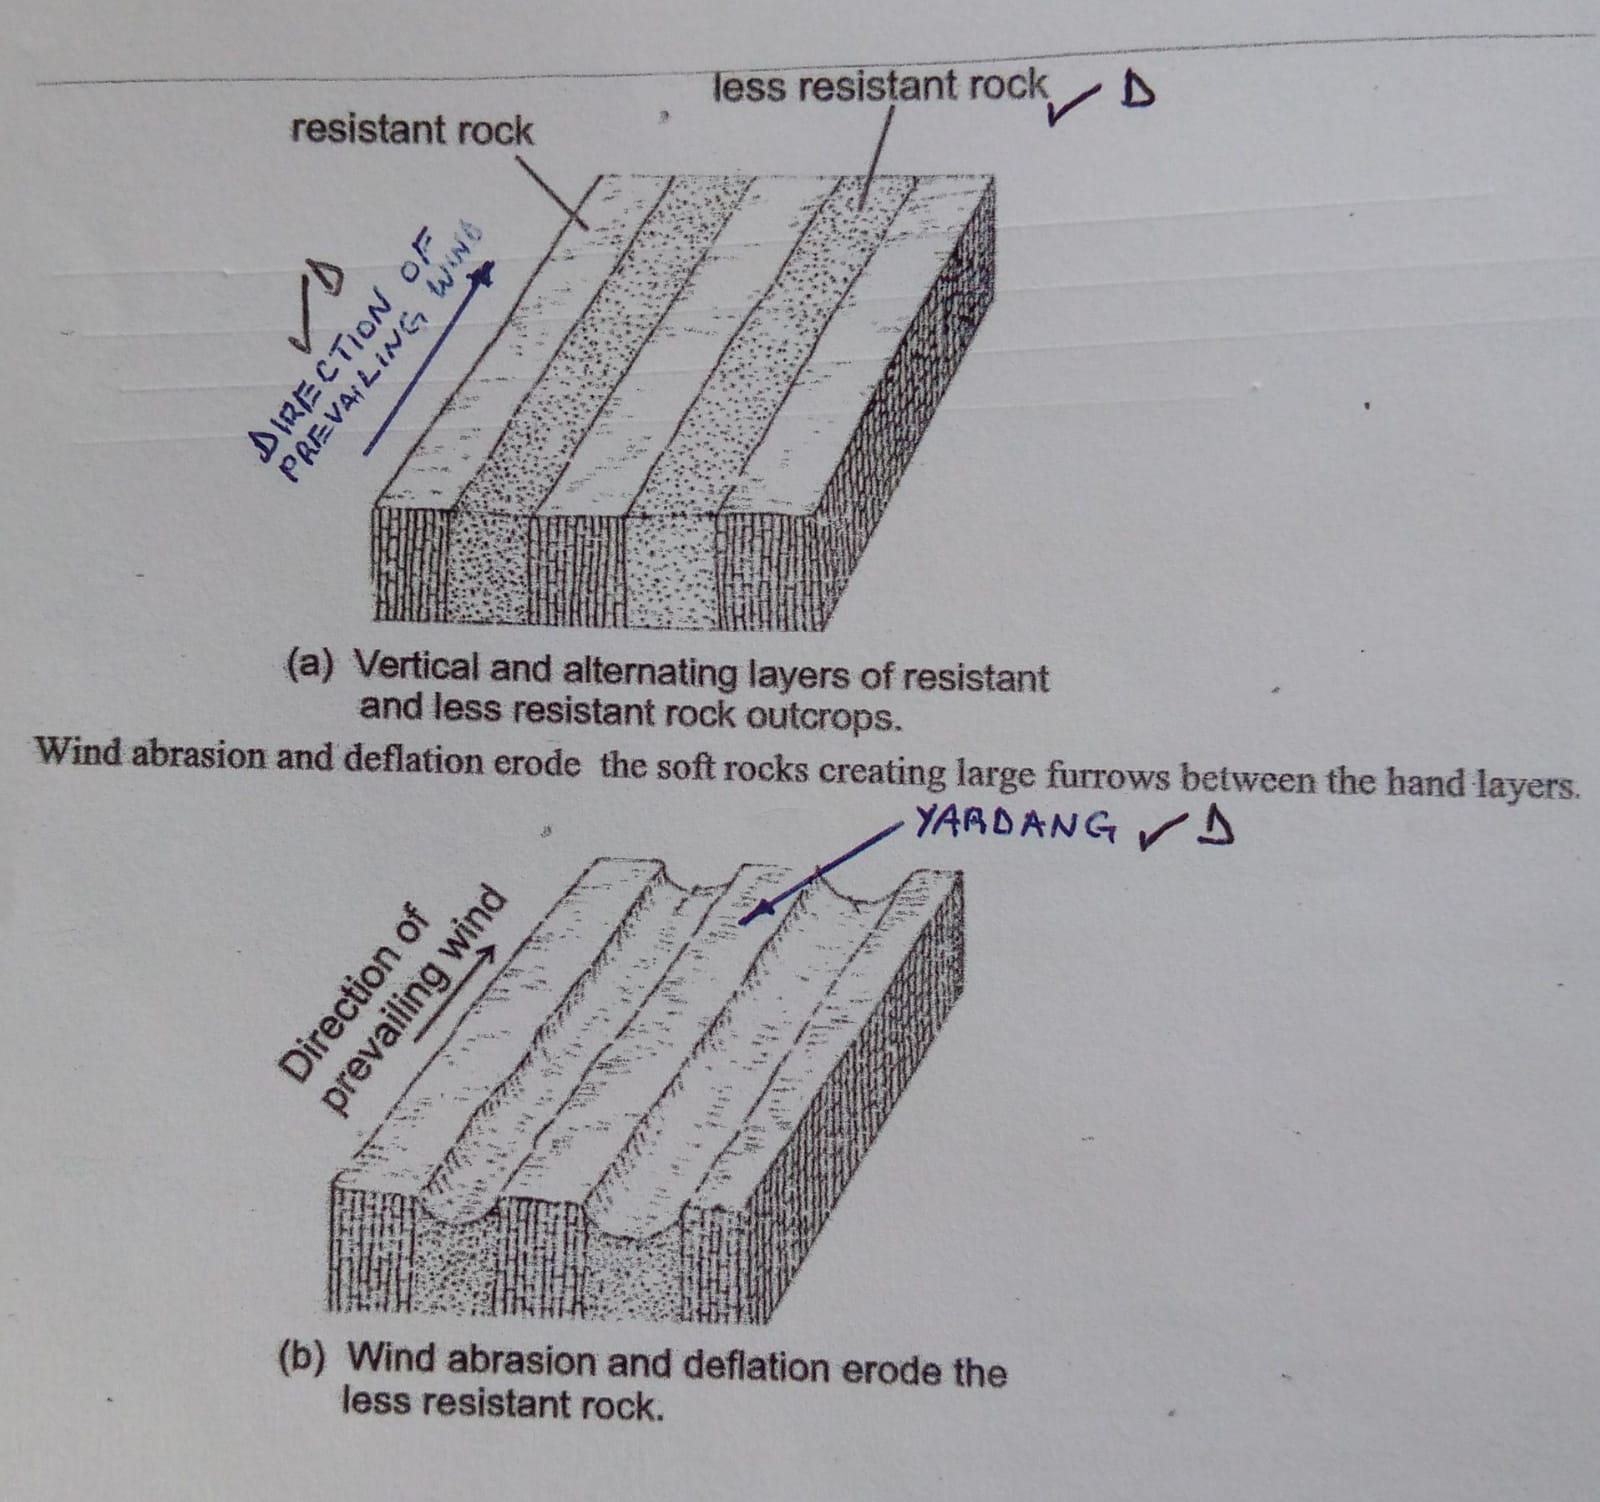 less resistant rock ✓ D
resistant rock
✓ D
DIRECTION OF
PREVAILING WIND
(a) Vertical and alternating layers of resistant
and less resistant rock outcrops.
Wind abrasion and deflation erode the soft rocks creating large furrows between the hand layers.
YARDANG ✓ D
Direction of
prevailing wind
(b) Wind abrasion and deflation erode the
less resistant rock.